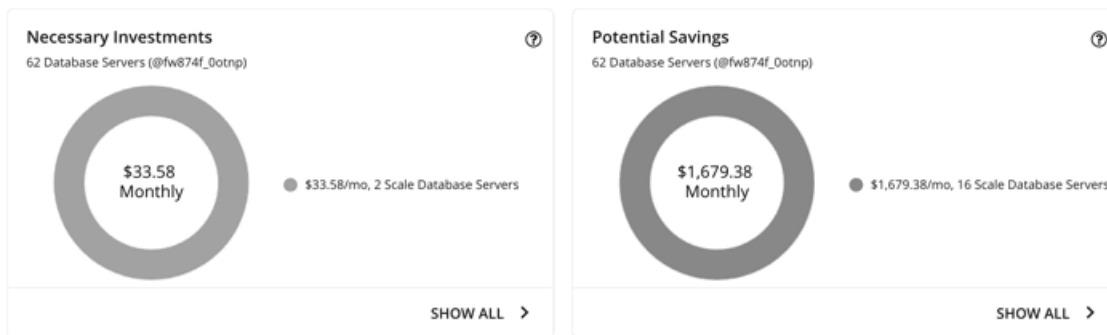 Necessary Investments
62 Database Servers (@fw874f_0otnp)
$33.58
Monthly
$33.58/mo, 2 Scale Database Servers
SHOW ALL
Potential Savings
62 Database Servers (@fw874f_0otnp)
$1,679.38
Monthly
$1,679.38/mo, 16 Scale Database Servers
SHOW ALL